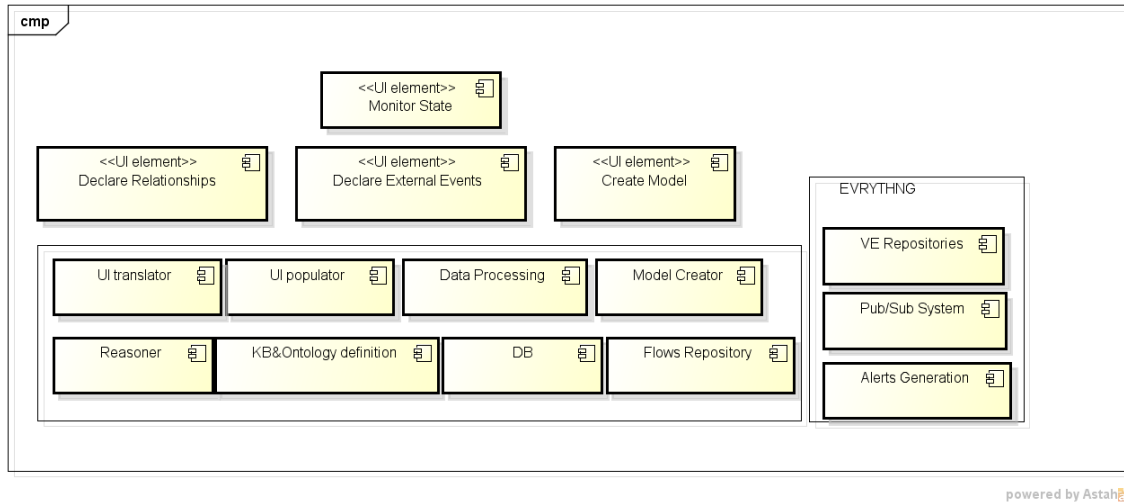 cmp
<<UI element>>
Monitor State
<<UI element>>
Declare Relationships
<<UI element>>
Declare External Events
<<UI element>>
Create Model
EVRYTHNG
VE Repositories
Pub/Sub System
Alerts Generation
UI translator
UI populator
Data Processing
Model Creator
Reasoner
KB&Ontology definition
DB
Flows Repository
powered by Astah